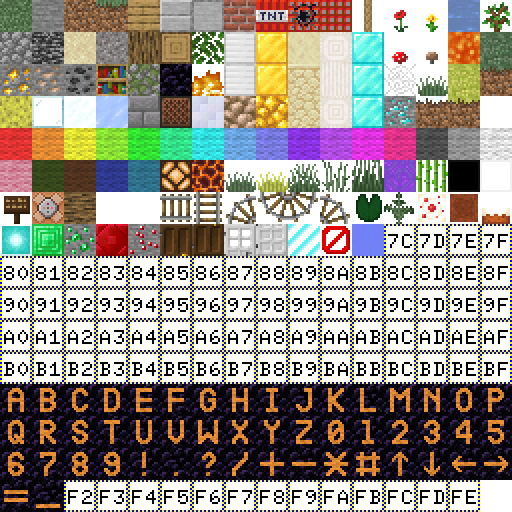 TNT
7C 7D 7E 7F
80 81 82 83 84 85 86 87 88 89 8A 8B 8C 8D 8E 8F
90 91 92 93 94 95 96 97 98 99 9A 9B 9C 9D 9E 9F
A0 A1 A2 A3 A4 A5 A6 A7 A8 A9 AA AB AC AD AE AF
B0 B1 B2 B3 B4 B5 B6 B7 B8 B9 BA BB BC BD BE BF
A B C D E F G H I J K L M N O P
Q R S T U V W X Y Z 0 1 2 3 4 5
6 7 8 9 ! . ? / + - * # ↑ ↓ ← →
= _ F2 F3 F4 F5 F6 F7 F8 F9 FA FB FC FD FE